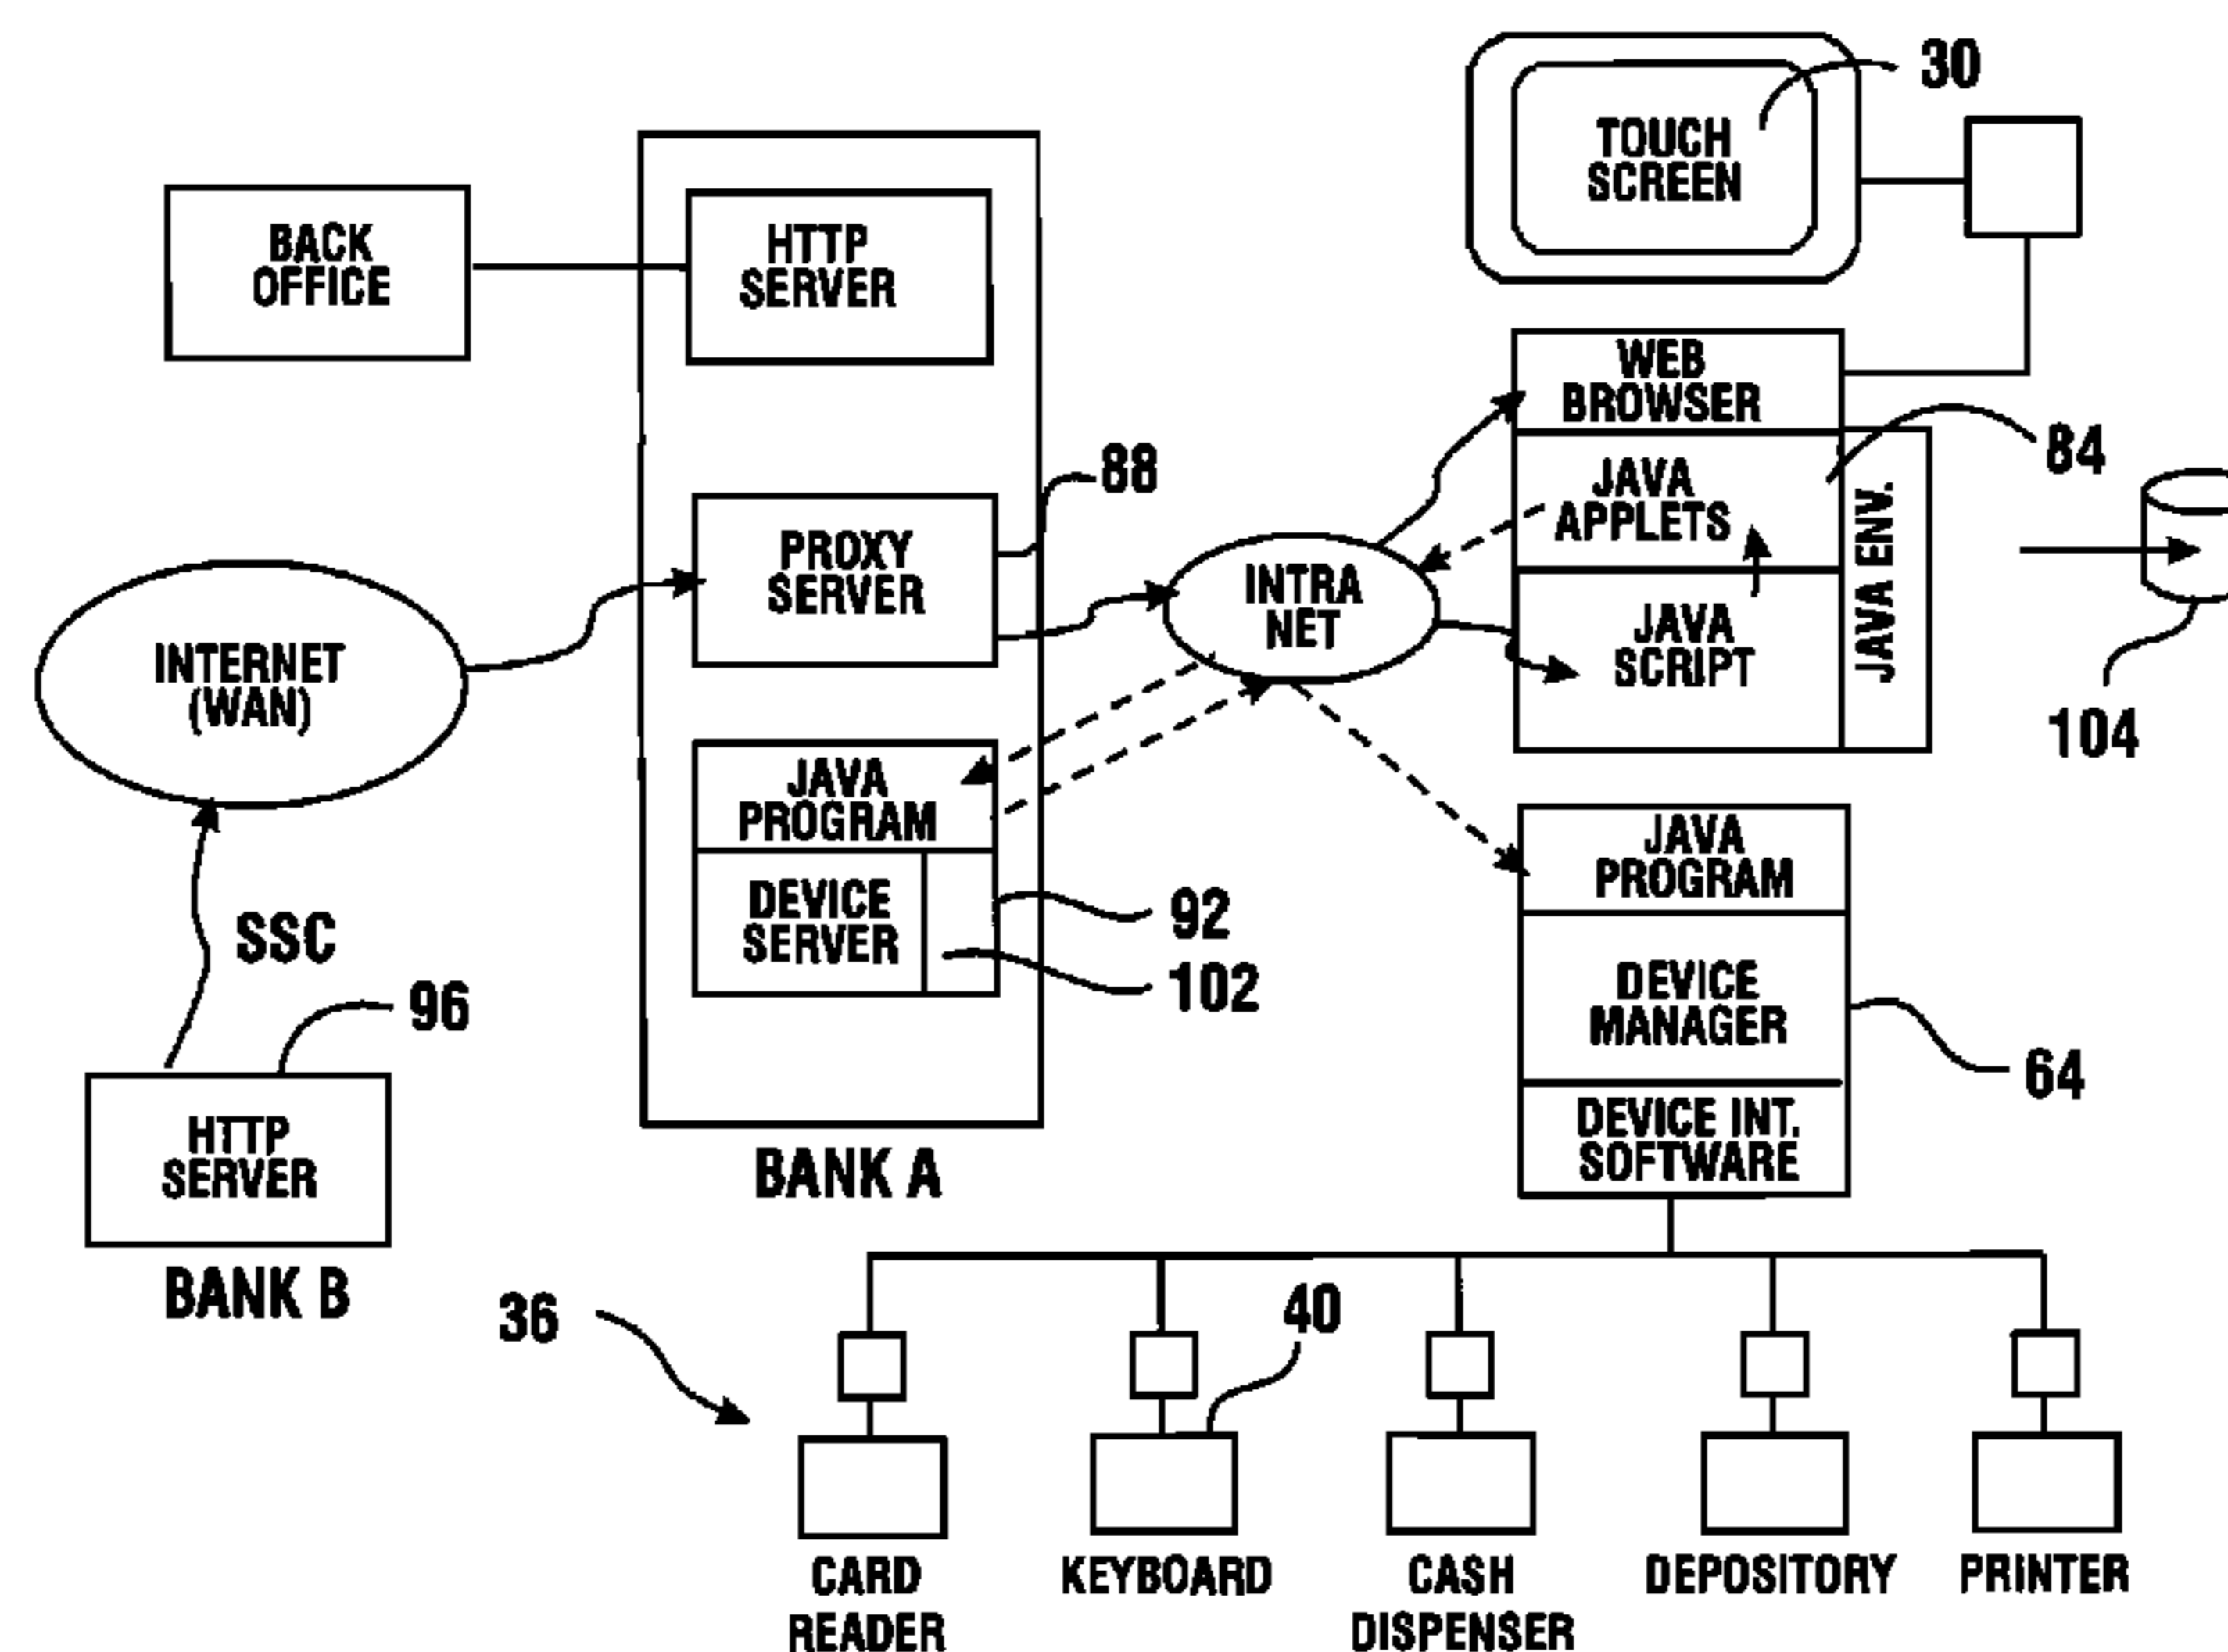 30
TOUCH
SCREEN
BACK
OFFICE
HTTP
SERVER
WEB
BROWSER
84
JAVA
APPLETS
JAVA ENV.
JAVA
SCRIPT
104
88
PROXY
SERVER
INTRA
NET
INTERNET
(WAN)
JAVA
PROGRAM
DEVICE
SERVER
92
102
JAVA
PROGRAM
DEVICE
MANAGER
64
DEVICE INT.
SOFTWARE
SSC
96
HTTP
SERVER
BANK A
BANK B
36
40
CARD
READER
KEYBOARD
CASH
DISPENSER
DEPOSITORY
PRINTER